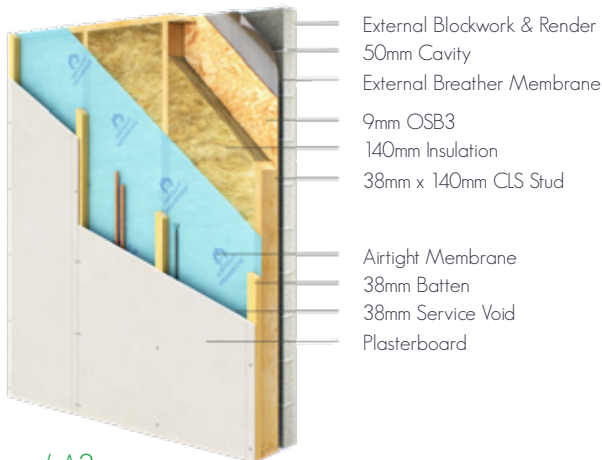 External Blockwork & Render
50mm Cavity
External Breather Membrane
9mm OSB3
140mm Insulation
38mm x 140mm CLS Stud
Airtight Membrane
38mm Batten
38mm Service Void
Plasterboard